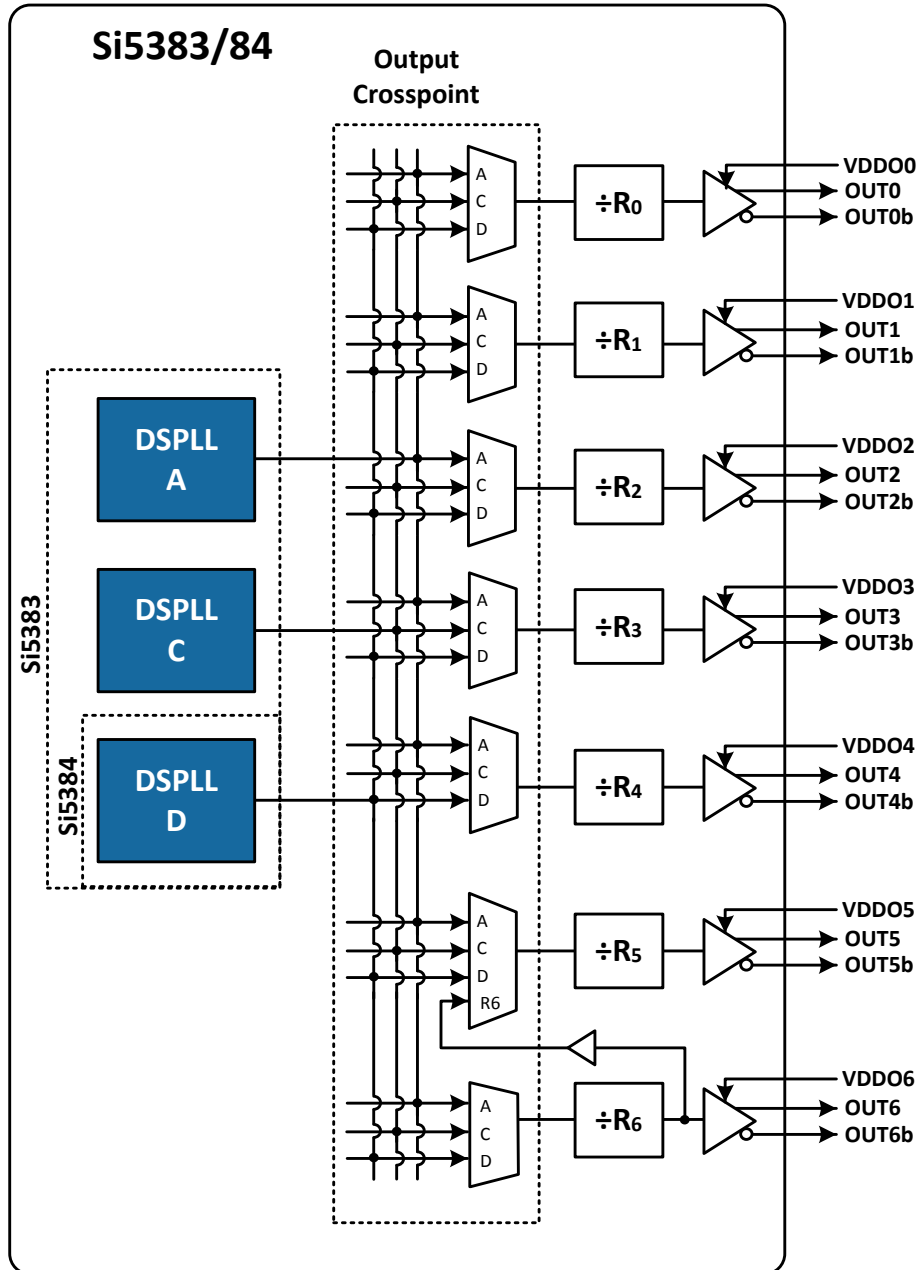 Si5383/84
Output
Crosspoint
A
C
D
÷R0
VDDO0
OUT0
OUT0b
A
C
D
÷R1
VDDO1
OUT1
OUT1b
Si5383
DSPLL
A
A
C
D
÷R2
VDDO2
OUT2
OUT2b
DSPLL
C
A
C
D
÷R3
VDDO3
OUT3
OUT3b
Si5384
DSPLL
D
A
C
D
÷R4
VDDO4
OUT4
OUT4b
A
C
D
R6
÷R5
VDDO5
OUT5
OUT5b
A
C
D
÷R6
VDDO6
OUT6
OUT6b